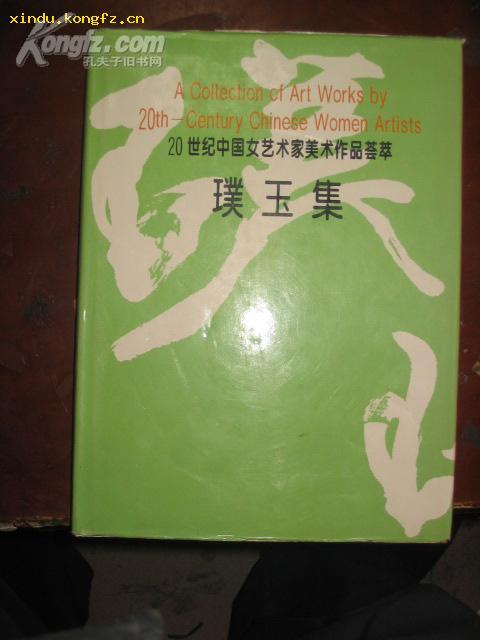 xindu.kongfz.cn
Kongfz.com
孔夫子旧书网
A Collection of Art Works by
20th-Century Chinese Women Artists
20世纪中国女艺术家美术作品荟萃
璞玉集